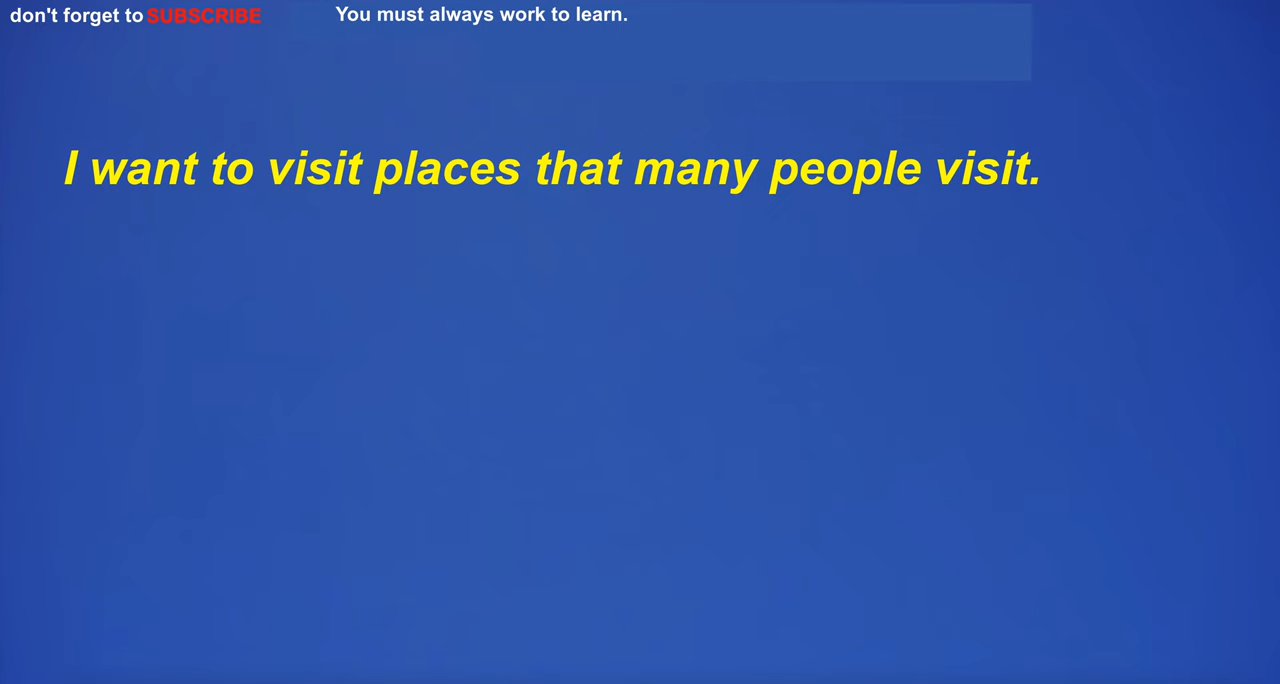 don't forget to SUBSCRIBE
You must always work to learn.
I want to visit places that many people visit.